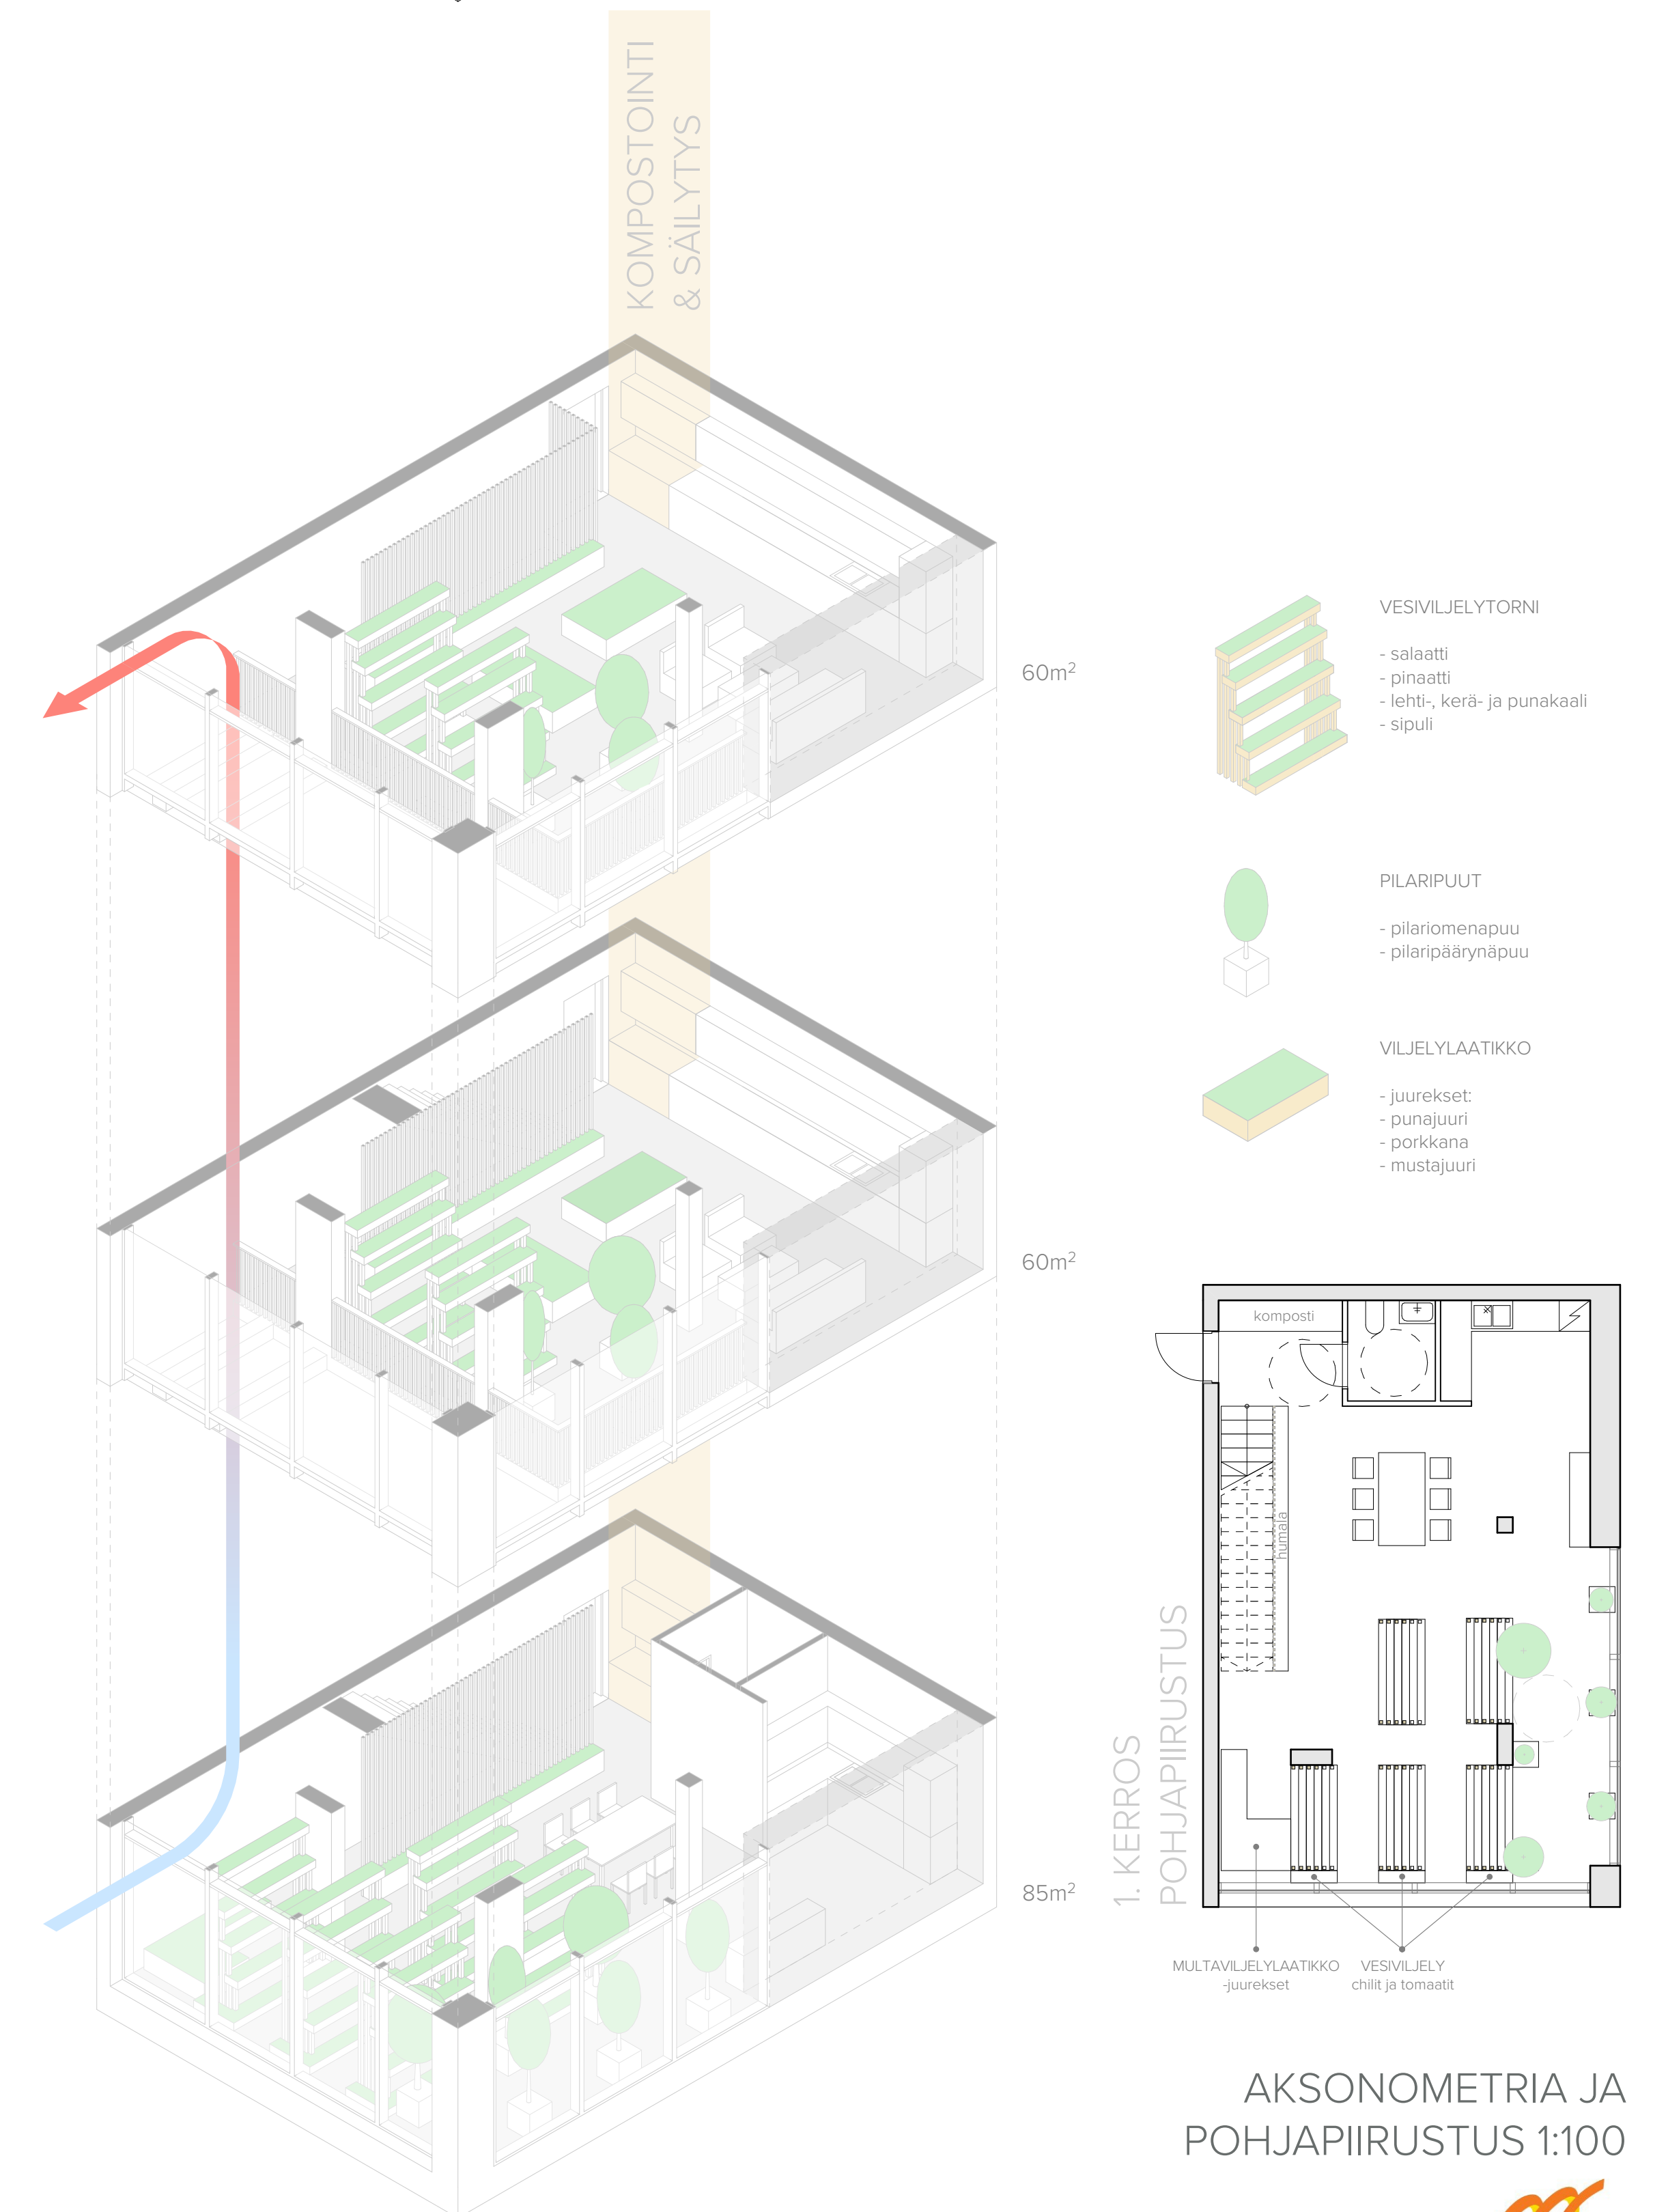 KOMPOSTOINTI
& SÄILYTYS
60m²
60m²
85m²
VESIVILJELYTORNI
- salaatti
- pinaatti
- lehti-, kerä- ja punakaali
- sipuli
PILARIPUUT
- pilariomenapuu
- pilaripäärynäpuu
VILJELYLAATIKKO
- juurekset:
- punajuuri
- porkkana
- mustajuuri
komposti
humala
1. KERROS
POHJAPIIRUSTUS
MULTAVILJELYLAATIKKO
-juurekset
VESIVILJELY
chilit ja tomaatit
AKSONOMETRIA JA
POHJAPIIRUSTUS 1:100